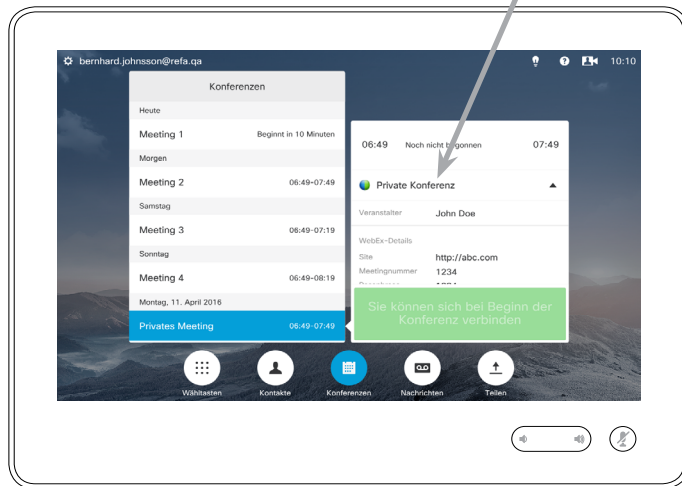 bernhard.johnsson@refa.qa
10:10
Konferenzen
Heute
Meeting 1 Beginnt in 10 Minuten
Morgen
Meeting 2 06:49-07:49
Samstag
Meeting 3 06:49-07:19
Sonntag
Meeting 4 06:49-08:19
Montag, 11. April 2016
Privates Meeting 06:49-07:49
06:49 Noch nicht begonnen 07:49
Private Konferenz
Veranstalter John Doe
WebEx-Details
Site http://abc.com
Meetingnummer 1234
Sie können sich bei Beginn der
Konferenz verbinden
Wähltasten Kontakte Konferenzen Nachrichten Teilen